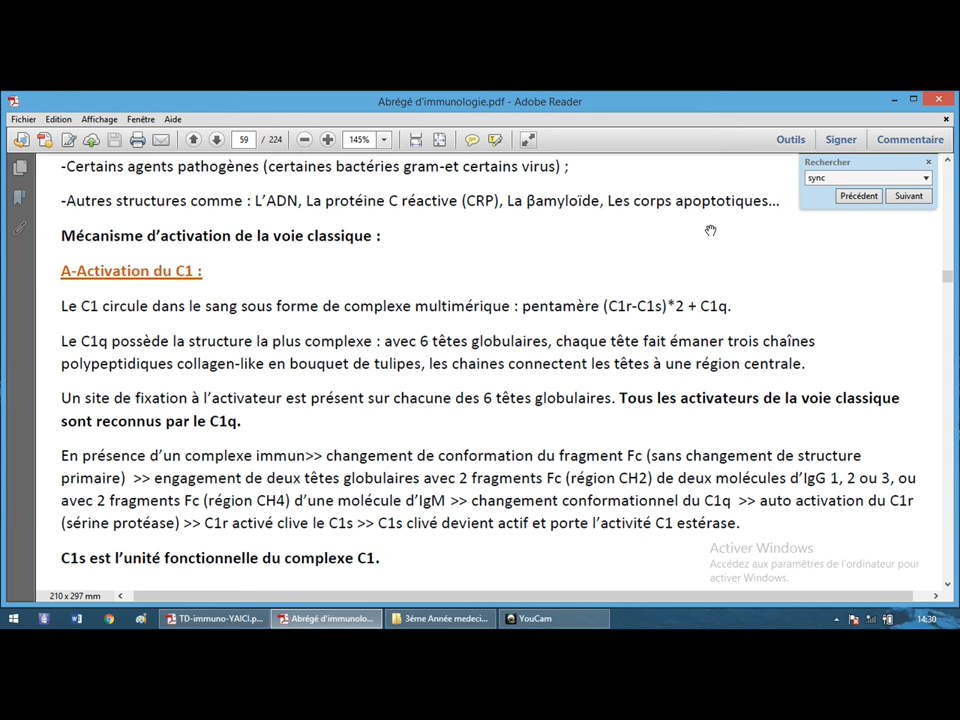 Abrégé d'immunologie.pdf - Adobe Reader
Fichier Edition Affichage Fenêtre Aide
59 / 224 145% Outils Signer Commentaire
-Certains agents pathogènes (certaines bactéries gram-et certains virus) ;
Rechercher
sync
Précédent Suivant
-Autres structures comme : L'ADN, La protéine C réactive (CRP), La βamyloïde, Les corps apoptotiques...
Mécanisme d'activation de la voie classique :
A-Activation du C1 :
Le C1 circule dans le sang sous forme de complexe multimérique : pentamère (C1r-C1s)*2 + C1q.
Le C1q possède la structure la plus complexe : avec 6 têtes globulaires, chaque tête fait émaner trois chaînes
polypeptidiques collagen-like en bouquet de tulipes, les chaines connectent les têtes à une région centrale.
Un site de fixation à l'activateur est présent sur chacune des 6 têtes globulaires. Tous les activateurs de la voie classique
sont reconnus par le C1q.
En présence d'un complexe immun>> changement de conformation du fragment Fc (sans changement de structure
primaire) >> engagement de deux têtes globulaires avec 2 fragments Fc (région CH2) de deux molécules d'IgG 1, 2 ou 3, ou
avec 2 fragments Fc (région CH4) d'une molécule d'IgM >> changement conformationnel du C1q >> auto activation du C1r
(sérine protéase) >> C1r activé clive le C1s >> C1s clivé devient actif et porte l'activité C1 estérase.
C1s est l'unité fonctionnelle du complexe C1.
Activer Windows
Accédez aux paramètres de l'ordinateur pour
activer Windows.
210 x 297 mm
TD-immuno-YAICI.p... Abrégé d'immunolo... 3éme Année medeci... YouCam 14:30